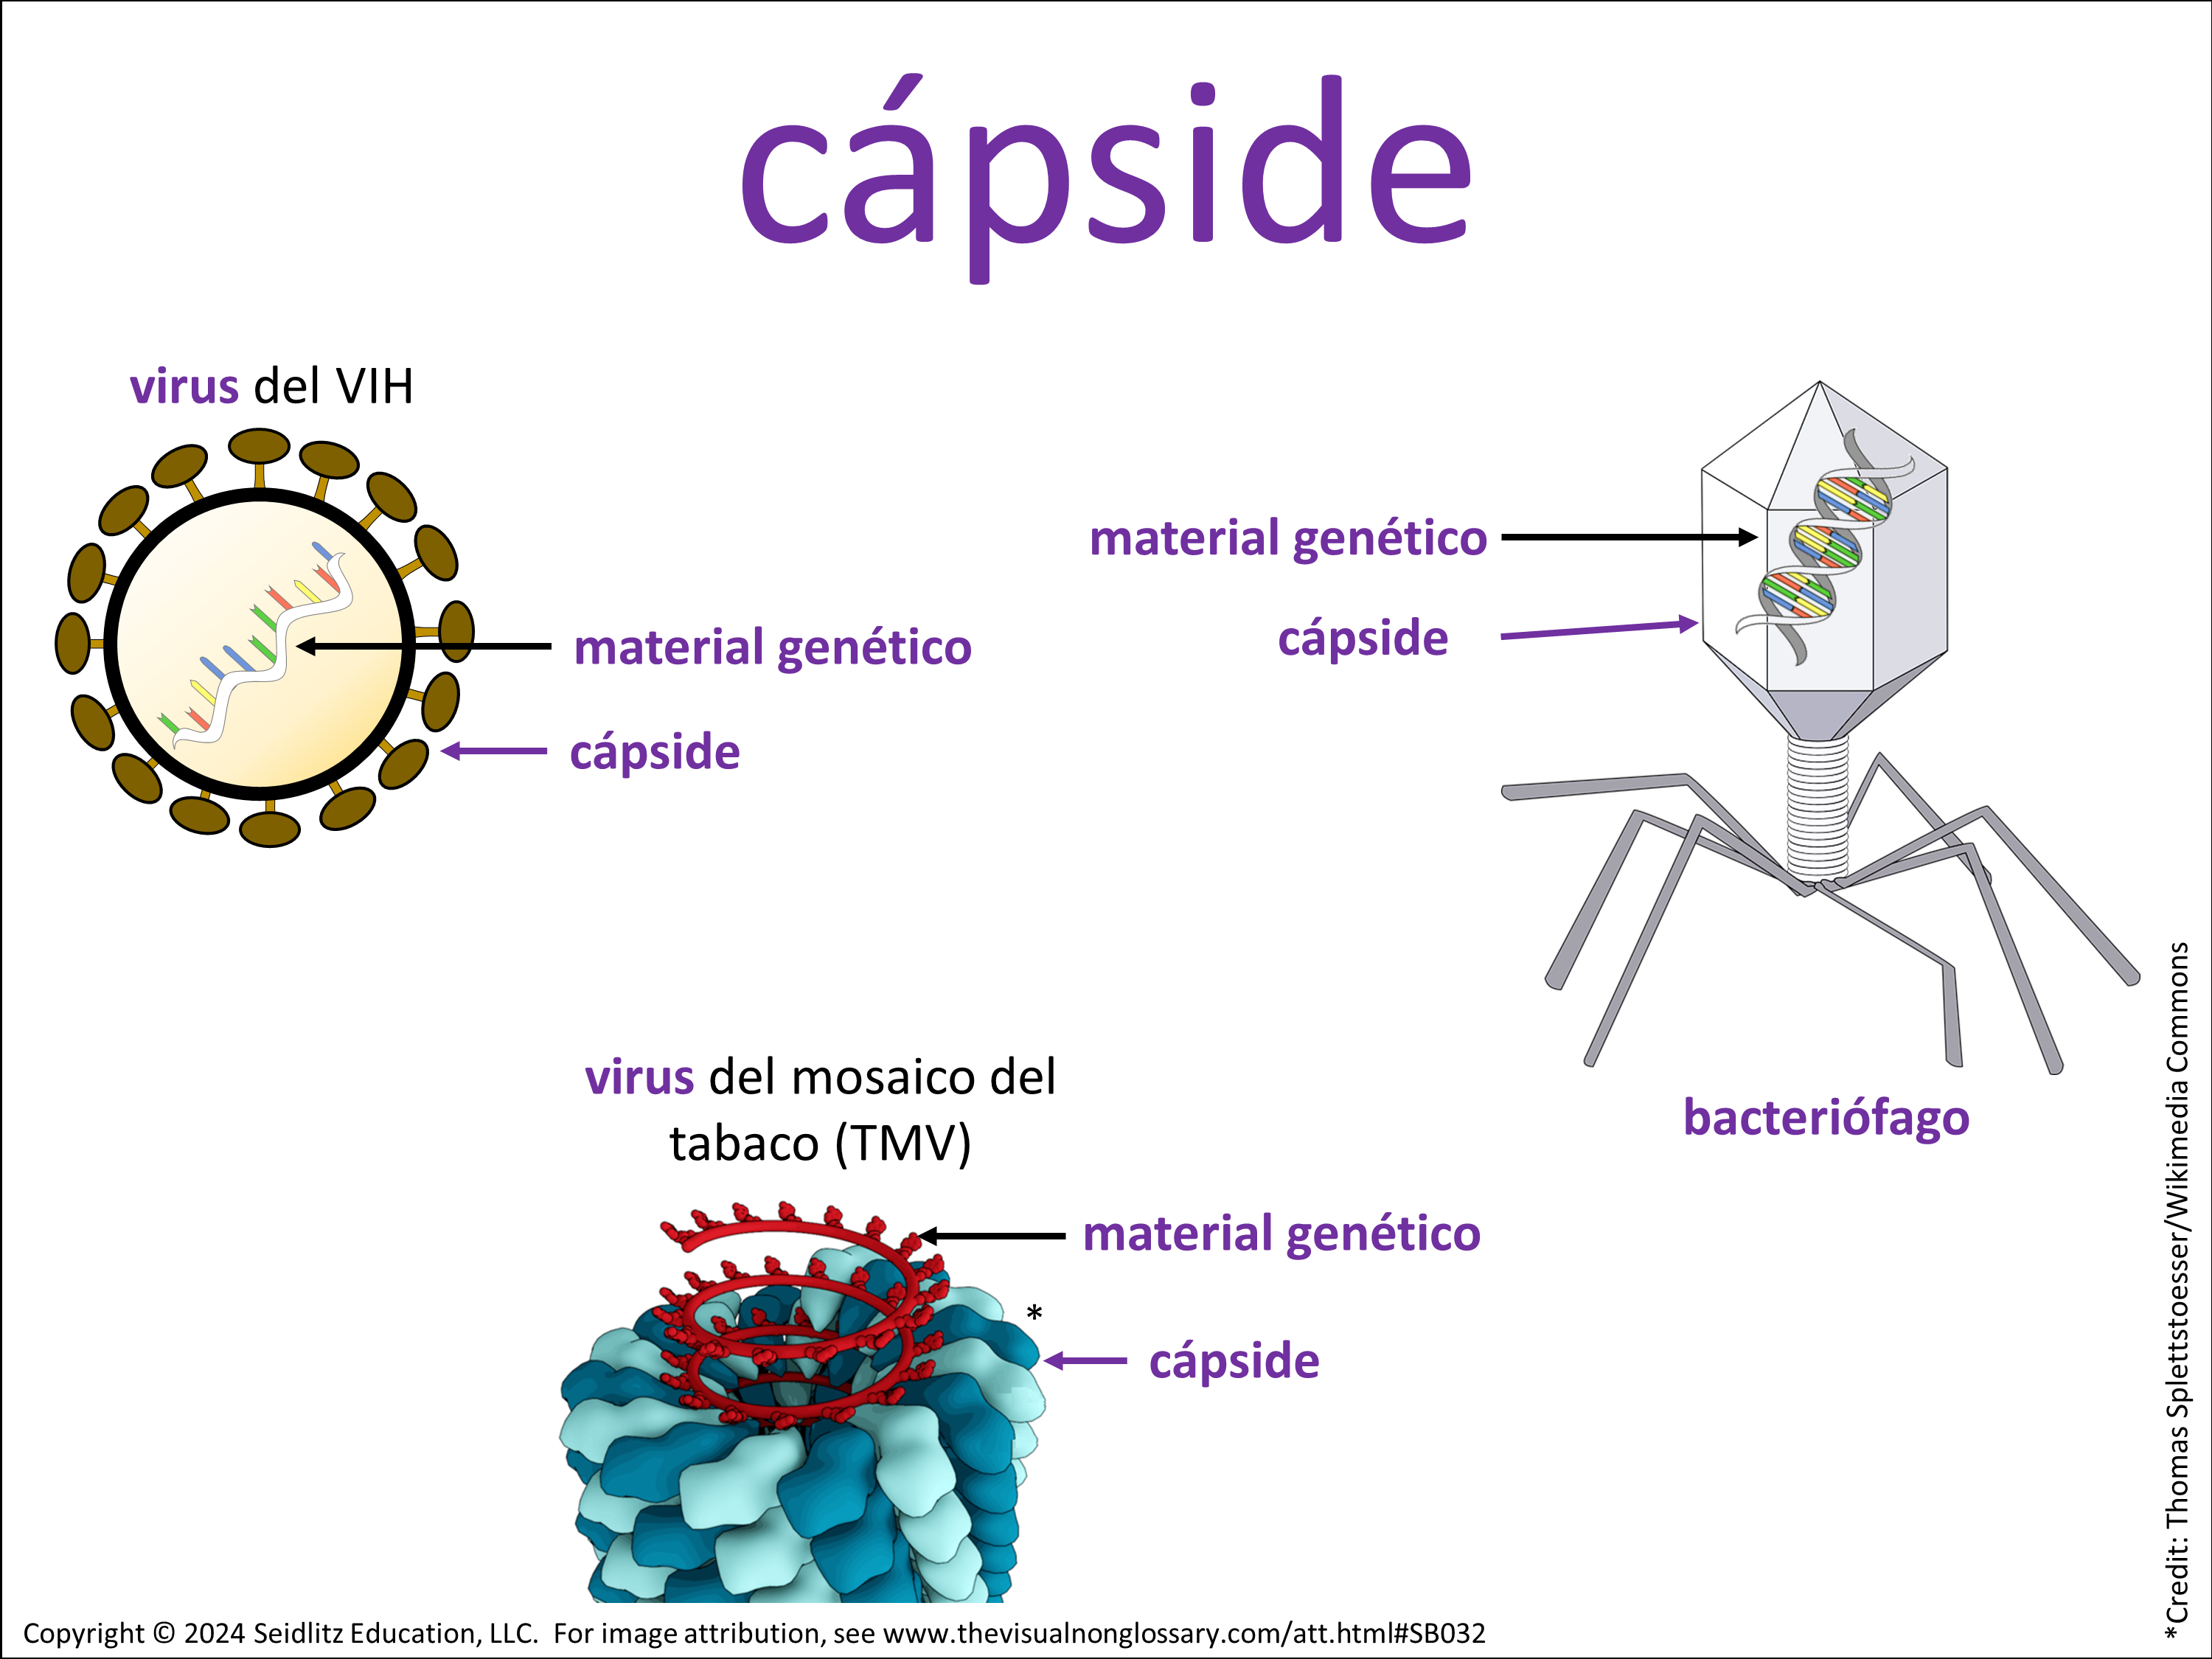 cápside
virus del VIH
material genético
cápside
material genético
cápside
bacteriófago
virus del mosaico del
tabaco (TMV)
material genético
*
cápside
*Credit: Thomas Splettstoesser/Wikimedia Commons
Copyright © 2024 Seidlitz Education, LLC.  For image attribution, see www.thevisualnonglossary.com/att.html#SB032